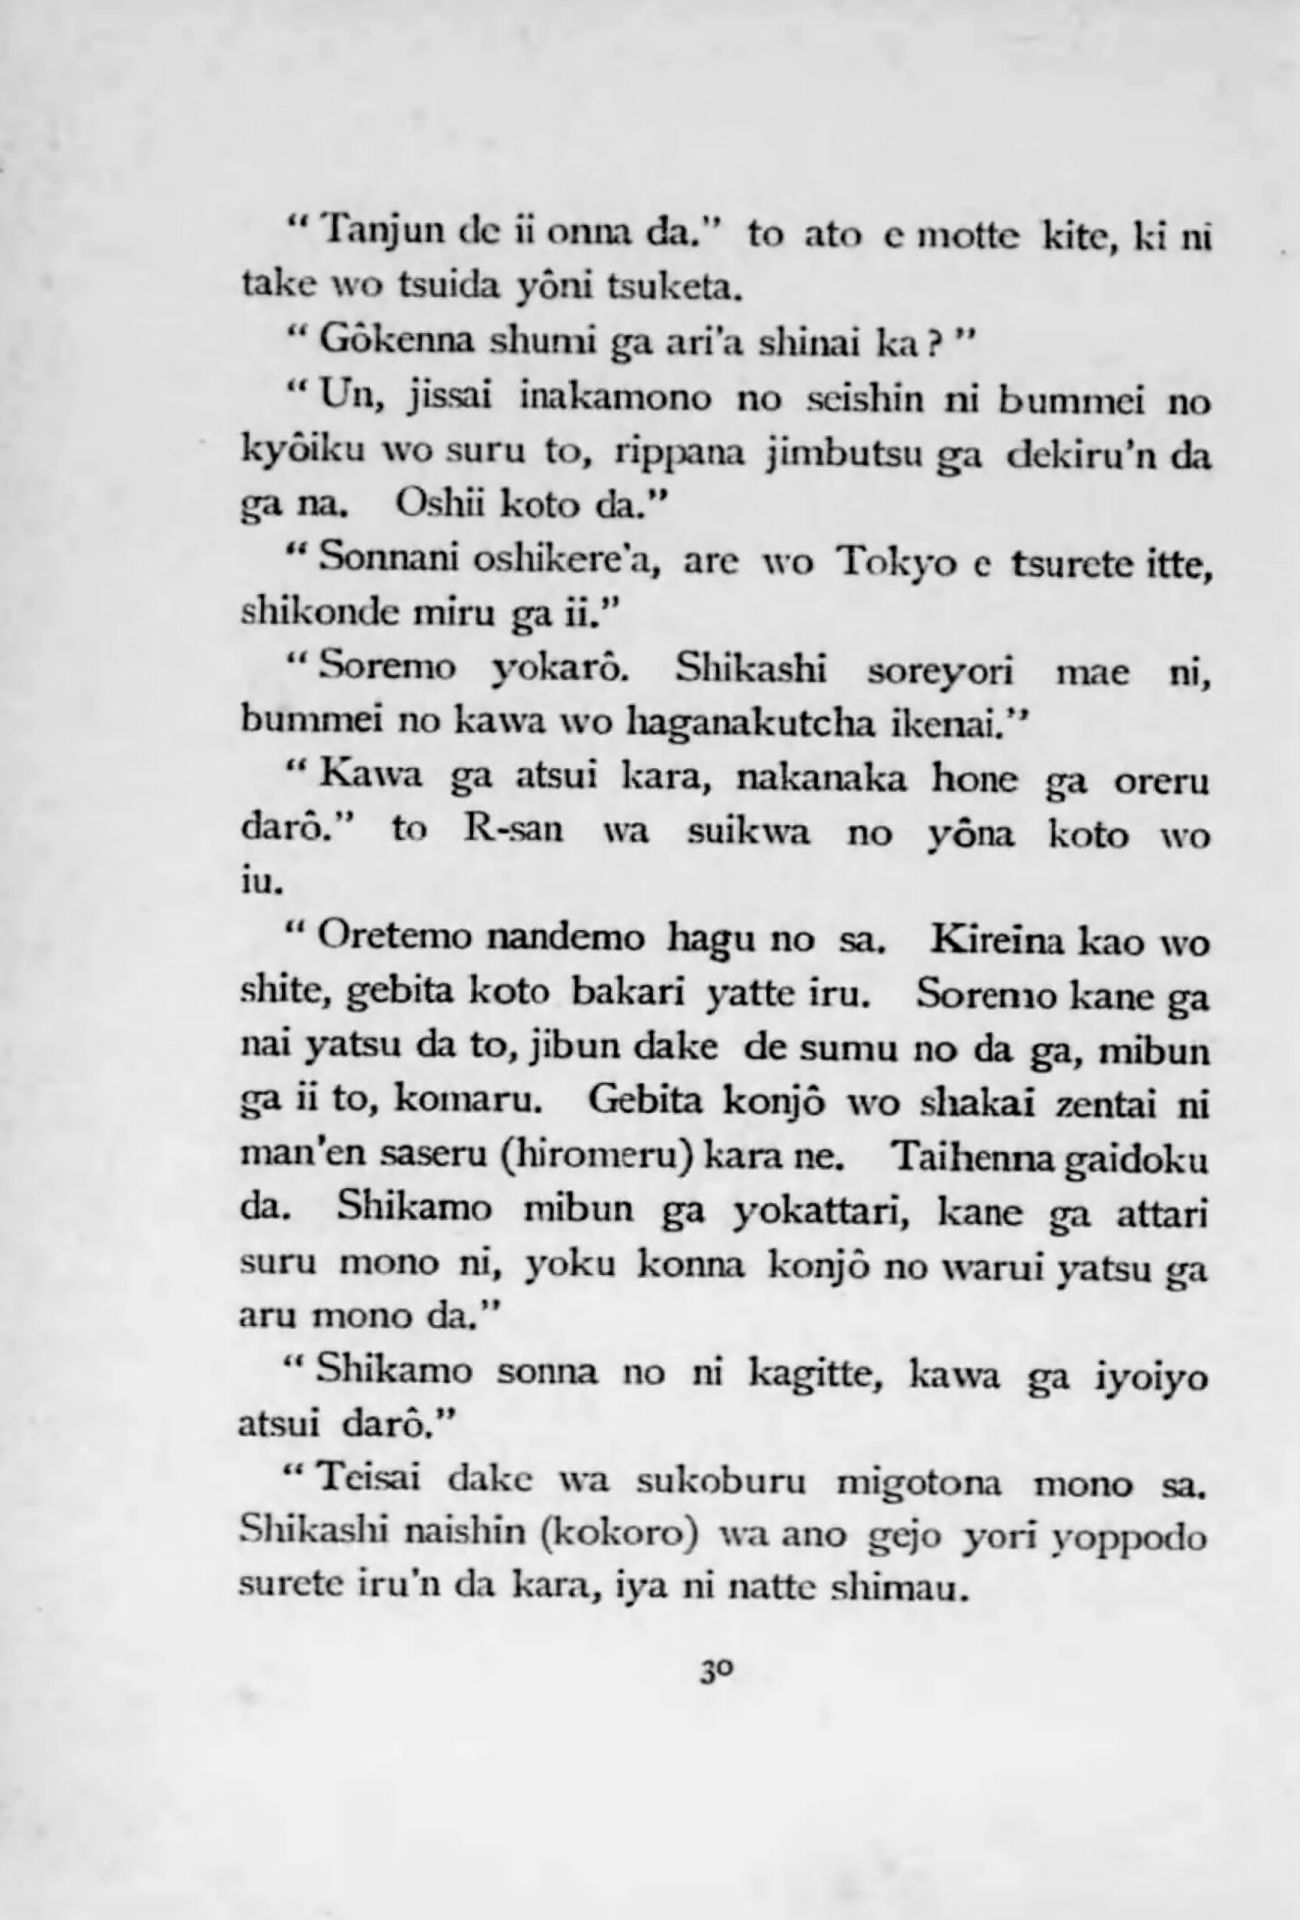 “ Tanjun de ii onna da.” to ato e motte kite, ki ni
take wo tsuida yôni tsuketa.
“ Gôkenna shumi ga ari'a shinai ka ? ”
“ Un, jissai inakamono no seishin ni bummei no
kyôiku wo suru to, rippana jimbutsu ga dekiru'n da
ga na. Oshii koto da.”
“ Sonnani oshikere'a, are wo Tokyo e tsurete itte,
shikonde miru ga ii.”
“ Soremo yokarô. Shikashi soreyori mae ni,
bummei no kawa wo haganakutcha ikenai.”
“ Kawa ga atsui kara, nakanaka hone ga oreru
darô.” to R-san wa suikwa no yôna koto wo
iu.
“ Oretemo nandemo hagu no sa. Kireina kao wo
shite, gebita koto bakari yatte iru. Soremo kane ga
nai yatsu da to, jibun dake de sumu no da ga, mibun
ga ii to, komaru. Gebita konjô wo shakai zentai ni
man'en saseru (hiromeru) kara ne. Taihenna gaidoku
da. Shikamo mibun ga yokattari, kane ga attari
suru mono ni, yoku konna konjô no warui yatsu ga
aru mono da.”
“ Shikamo sonna no ni kagitte, kawa ga iyoiyo
atsui darô.”
“ Teisai dake wa sukoburu migotona mono sa.
Shikashi naishin (kokoro) wa ano gejo yori yoppodo
surete iru'n da kara, iya ni natte shimau.
30